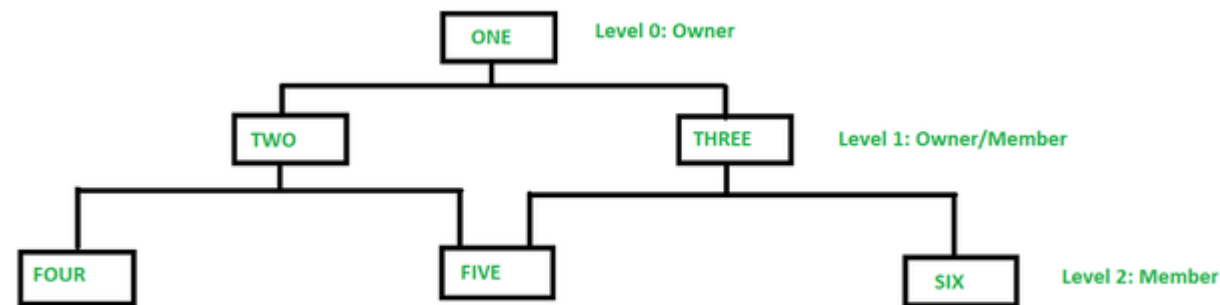 ONE
Level 0: Owner
TWO
THREE
Level 1: Owner/Member
FOUR
FIVE
SIX
Level 2: Member